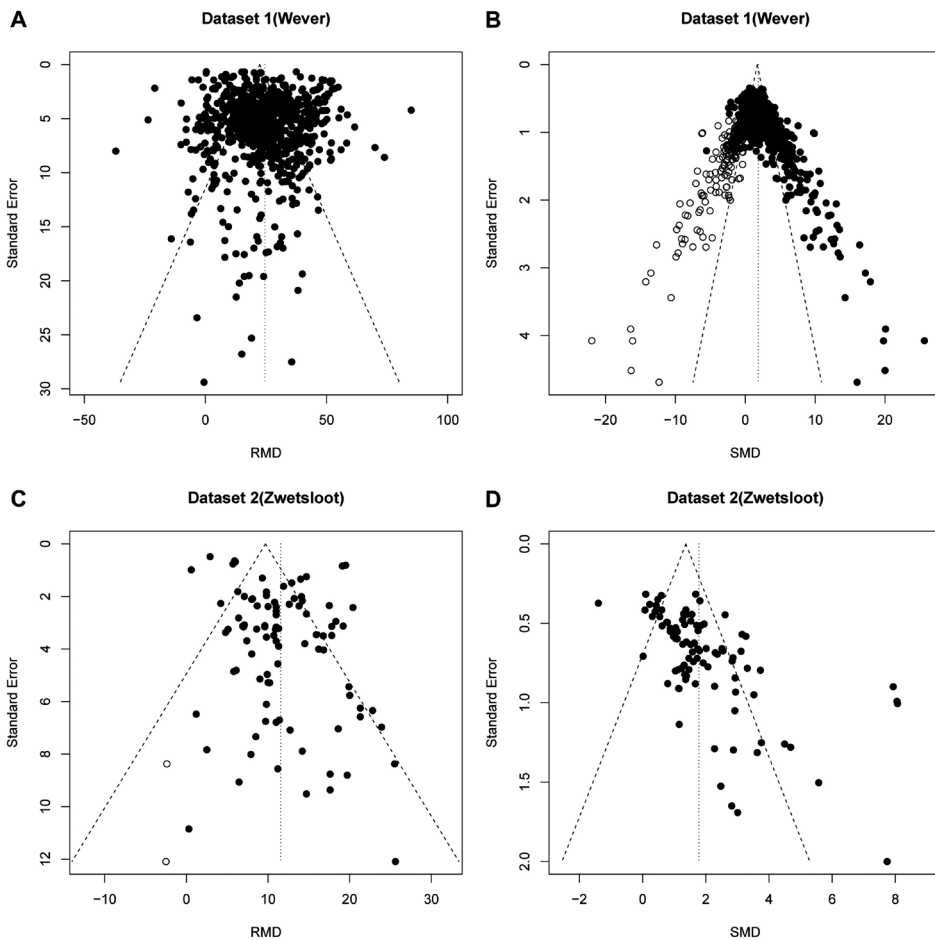 A
Dataset 1(Wever)
Standard Error
0
5
10
15
20
25
30
−50
0
50
100
RMD
B
Dataset 1(Wever)
Standard Error
0
1
2
3
4
−20
−10
0
10
20
SMD
C
Dataset 2(Zwetsloot)
Standard Error
0
2
4
6
8
10
12
−10
0
10
20
30
RMD
D
Dataset 2(Zwetsloot)
Standard Error
0.0
0.5
1.0
1.5
2.0
−2
0
2
4
6
8
SMD